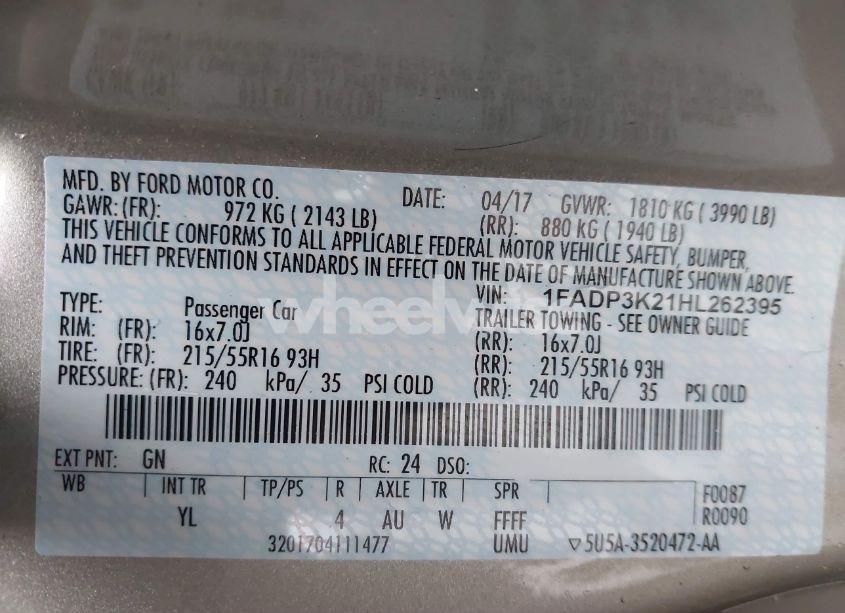 MFD. BY FORD MOTOR CO. DATE: 04/17 GVWR: 1810 KG ( 3990 LB)
GAWR: (FR): 972 KG ( 2143 LB) (RR): 880 KG ( 1940 LB)
THIS VEHICLE CONFORMS TO ALL APPLICABLE FEDERAL MOTOR VEHICLE SAFETY, BUMPER,
AND THEFT PREVENTION STANDARDS IN EFFECT ON THE DATE OF MANUFACTURE SHOWN ABOVE.
VIN: 1FADP3K21HL262395
TYPE: Passenger Car TRAILER TOWING - SEE OWNER GUIDE
RIM: (FR): 16x7.0J (RR): 16x7.0J
TIRE: (FR): 215/55R16 93H (RR): 215/55R16 93H
PRESSURE: (FR): 240 kPa/ 35 PSI COLD (RR): 240 kPa/ 35 PSI COLD
EXT PNT: GN RC: 24 DSO:
WB INT TR TP/PS R AXLE TR SPR F0087
YL 4 AU W FFFF R0090
3201704111477 UMU ▽5U5A-3520472-AA